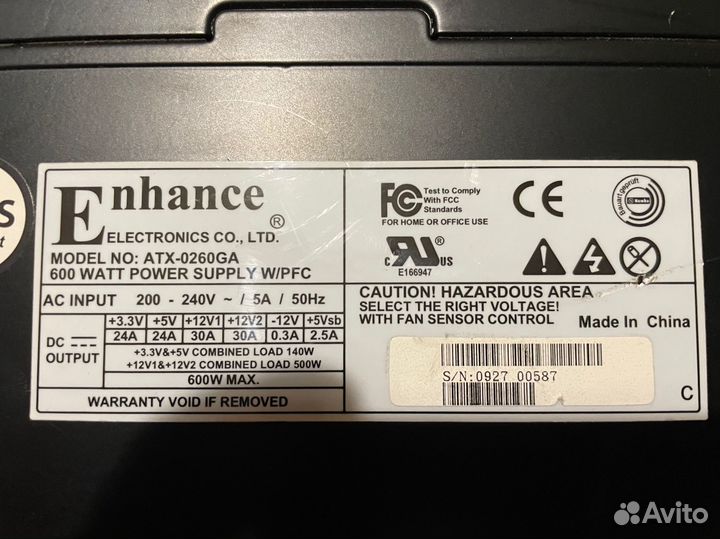 S
t
Enhance ®
ELECTRONICS CO., LTD.
MODEL NO: ATX-0260GA
600 WATT POWER SUPPLY W/PFC
AC INPUT 200 - 240V ~ / 5A / 50Hz
DC OUTPUT
+3.3V +5V +12V1 +12V2 -12V +5Vsb
24A 24A 30A 30A 0.3A 2.5A
+3.3V&+5V COMBINED LOAD 140W
+12V1&+12V2 COMBINED LOAD 500W
600W MAX.
WARRANTY VOID IF REMOVED
FC Test to Comply
With FCC
Standards
FOR HOME OR OFFICE USE
CE
Bauart geprüft
c RU US
E166947
CAUTION! HAZARDOUS AREA
SELECT THE RIGHT VOLTAGE!
WITH FAN SENSOR CONTROL
Made In China
S/N:0927 00587
C
Avito